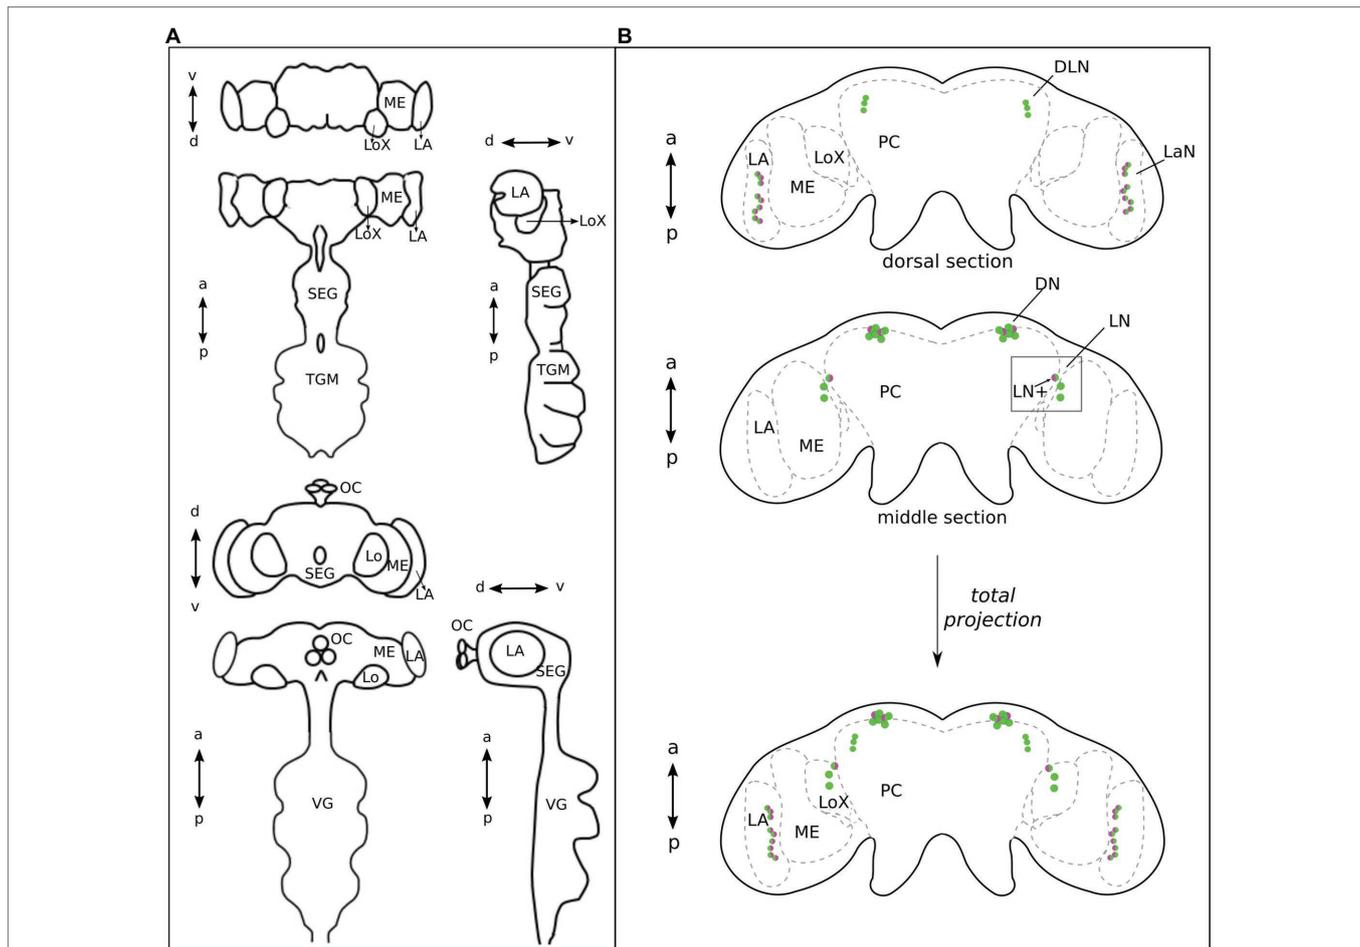 A
v
d
ME
LoX
LA
ME
LoX
LA
SEG
a
p
TGM
d
v
LA
LoX
a
p
SEG
TGM
OC
d
v
Lo
ME
SEG
LA
OC
ME
LA
Lo
a
p
VG
d
v
OC
LA
SEG
a
p
VG
B
DLN
a
p
PC
LA
LoX
ME
LaN
dorsal section
DN
LN
a
p
PC
LN+
LA
ME
middle section
total
projection
a
p
PC
LoX
LA
ME